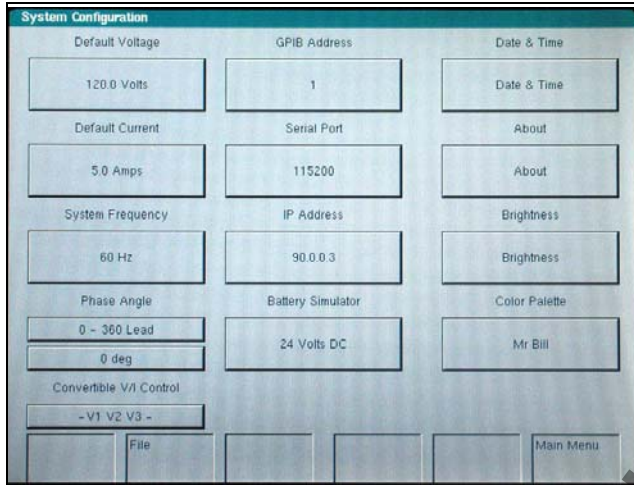 System Configuration
Default Voltage
GPIB Address
Date & Time
120.0 Volts
1
Date & Time
Default Current
Serial Port
About
5.0 Amps
115200
About
System Frequency
IP Address
Brightness
60 Hz
90.0.0.3
Brightness
Phase Angle
Battery Simulator
Color Palette
0 - 360 Lead
24 Volts DC
Mr Bill
0 deg
Convertible V/I Control
- V1 V2 V3 -
File
Main Menu